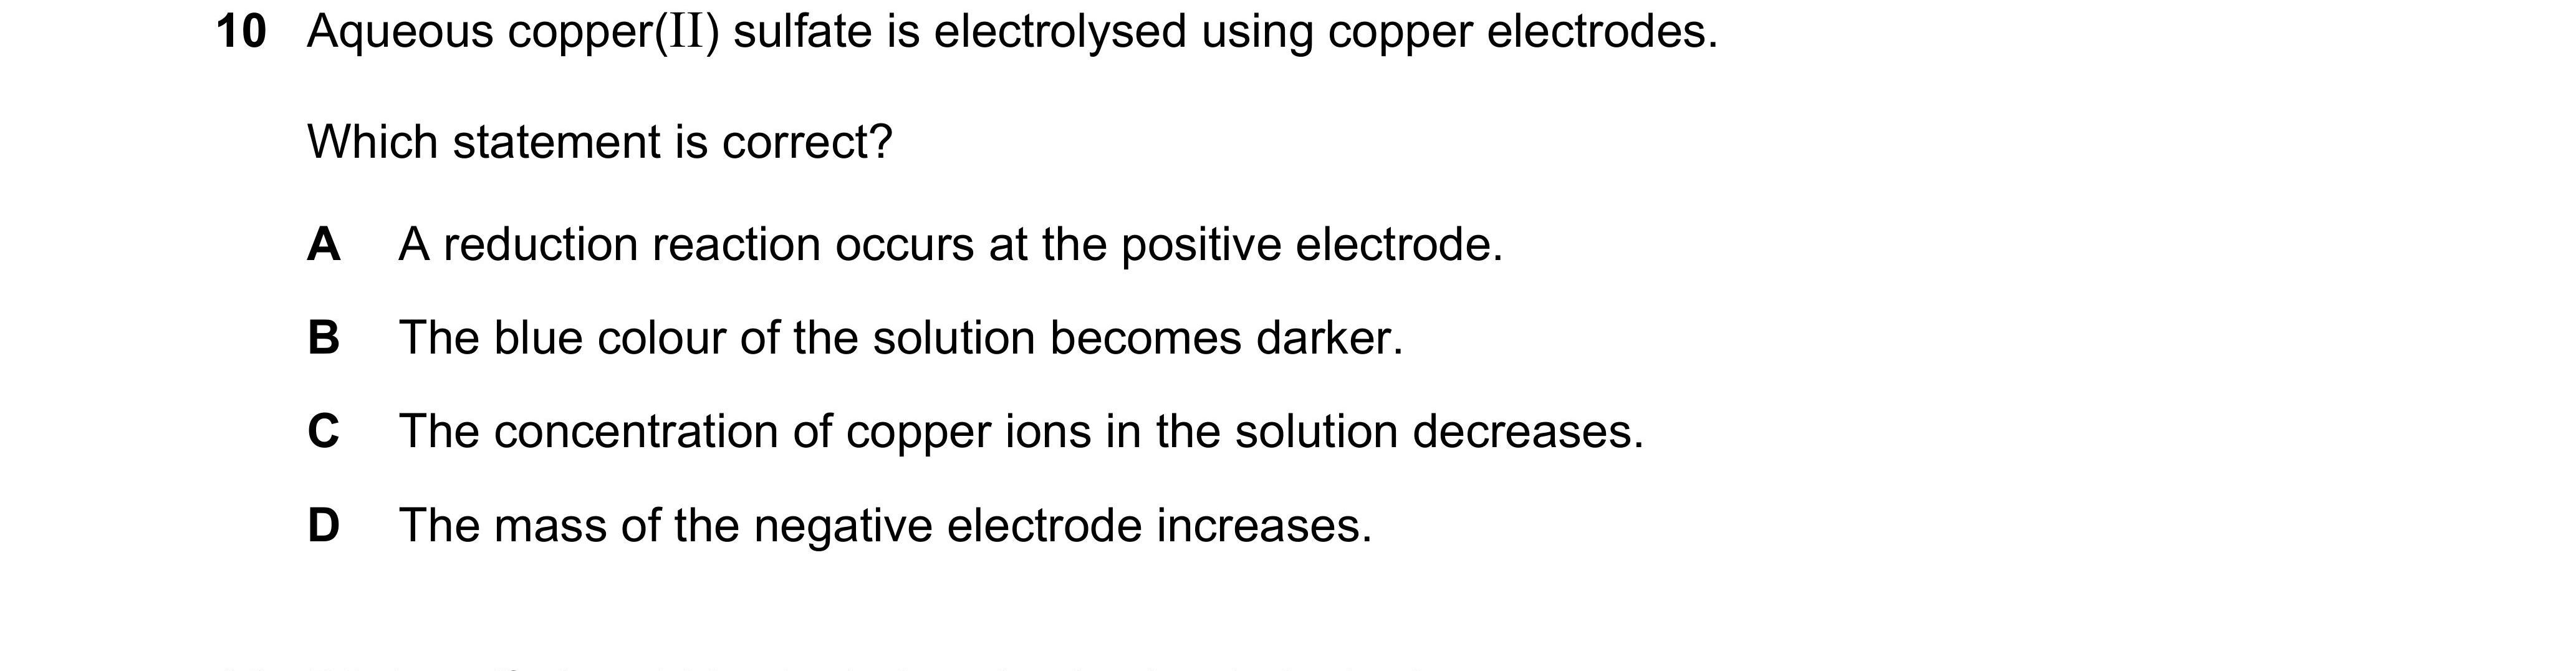 10 Aqueous copper(II) sulfate is electrolysed using copper electrodes.
Which statement is correct?
A A reduction reaction occurs at the positive electrode.
B The blue colour of the solution becomes darker.
C The concentration of copper ions in the solution decreases.
D The mass of the negative electrode increases.